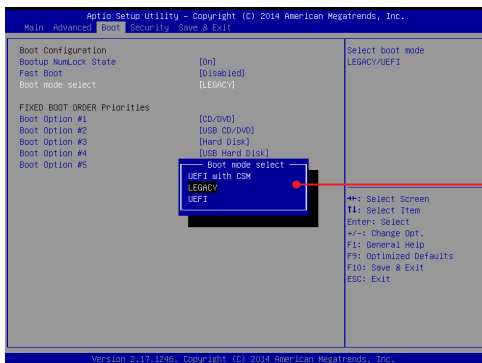 Aptio Setup Utility – Copyright (C) 2014 American Megatrends, Inc.
Main Advanced Boot Security Save & Exit
Boot Configuration
Bootup NumLock State [On]
Fast Boot [Disabled]
Boot mode select [LEGACY]
FIXED BOOT ORDER Priorities
Boot Option #1 [CD/DVD]
Boot Option #2 [USB CD/DVD]
Boot Option #3 [Hard Disk]
Boot Option #4 [USB Hard Disk]
Boot Option #5
Boot mode select
UEFI with CSM
LEGACY
UEFI
Select boot mode
LEGACY/UEFI
→←: Select Screen
↑↓: Select Item
Enter: Select
+/-: Change Opt.
F1: General Help
F9: Optimized Defaults
F10: Save & Exit
ESC: Exit
Version 2.17.1246. Copyright (C) 2014 American Megatrends, Inc.